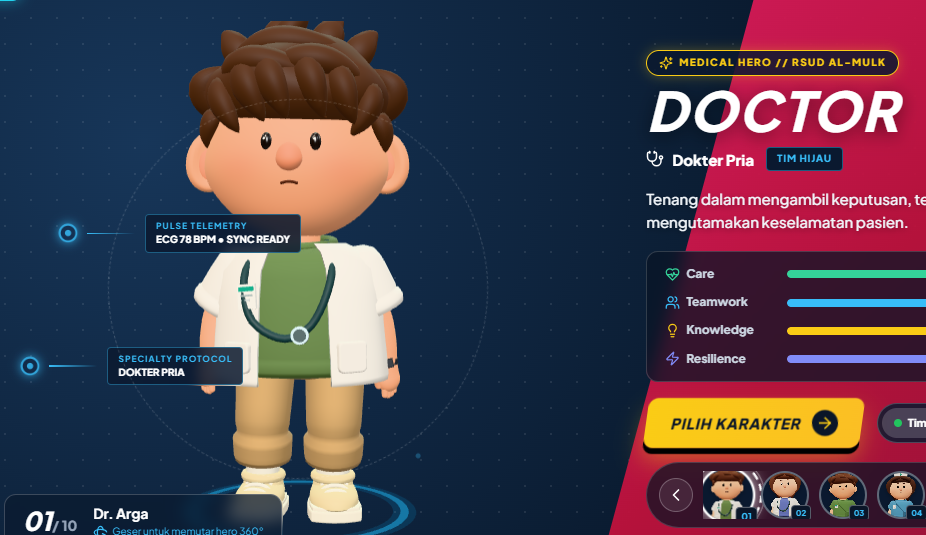 MEDICAL HERO // RSUD AL-MULK
DOCTOR
Dokter Pria
TIM HIJAU
Tenang dalam mengambil keputusan, te
mengutamakan keselamatan pasien.
PULSE TELEMETRY
ECG 78 BPM ● SYNC READY
SPECIALTY PROTOCOL
DOKTER PRIA
Care
Teamwork
Knowledge
Resilience
PILIH KARAKTER
Tim
01
02
03
04
01/ 10
Dr. Arga
Geser untuk memutar hero 360°